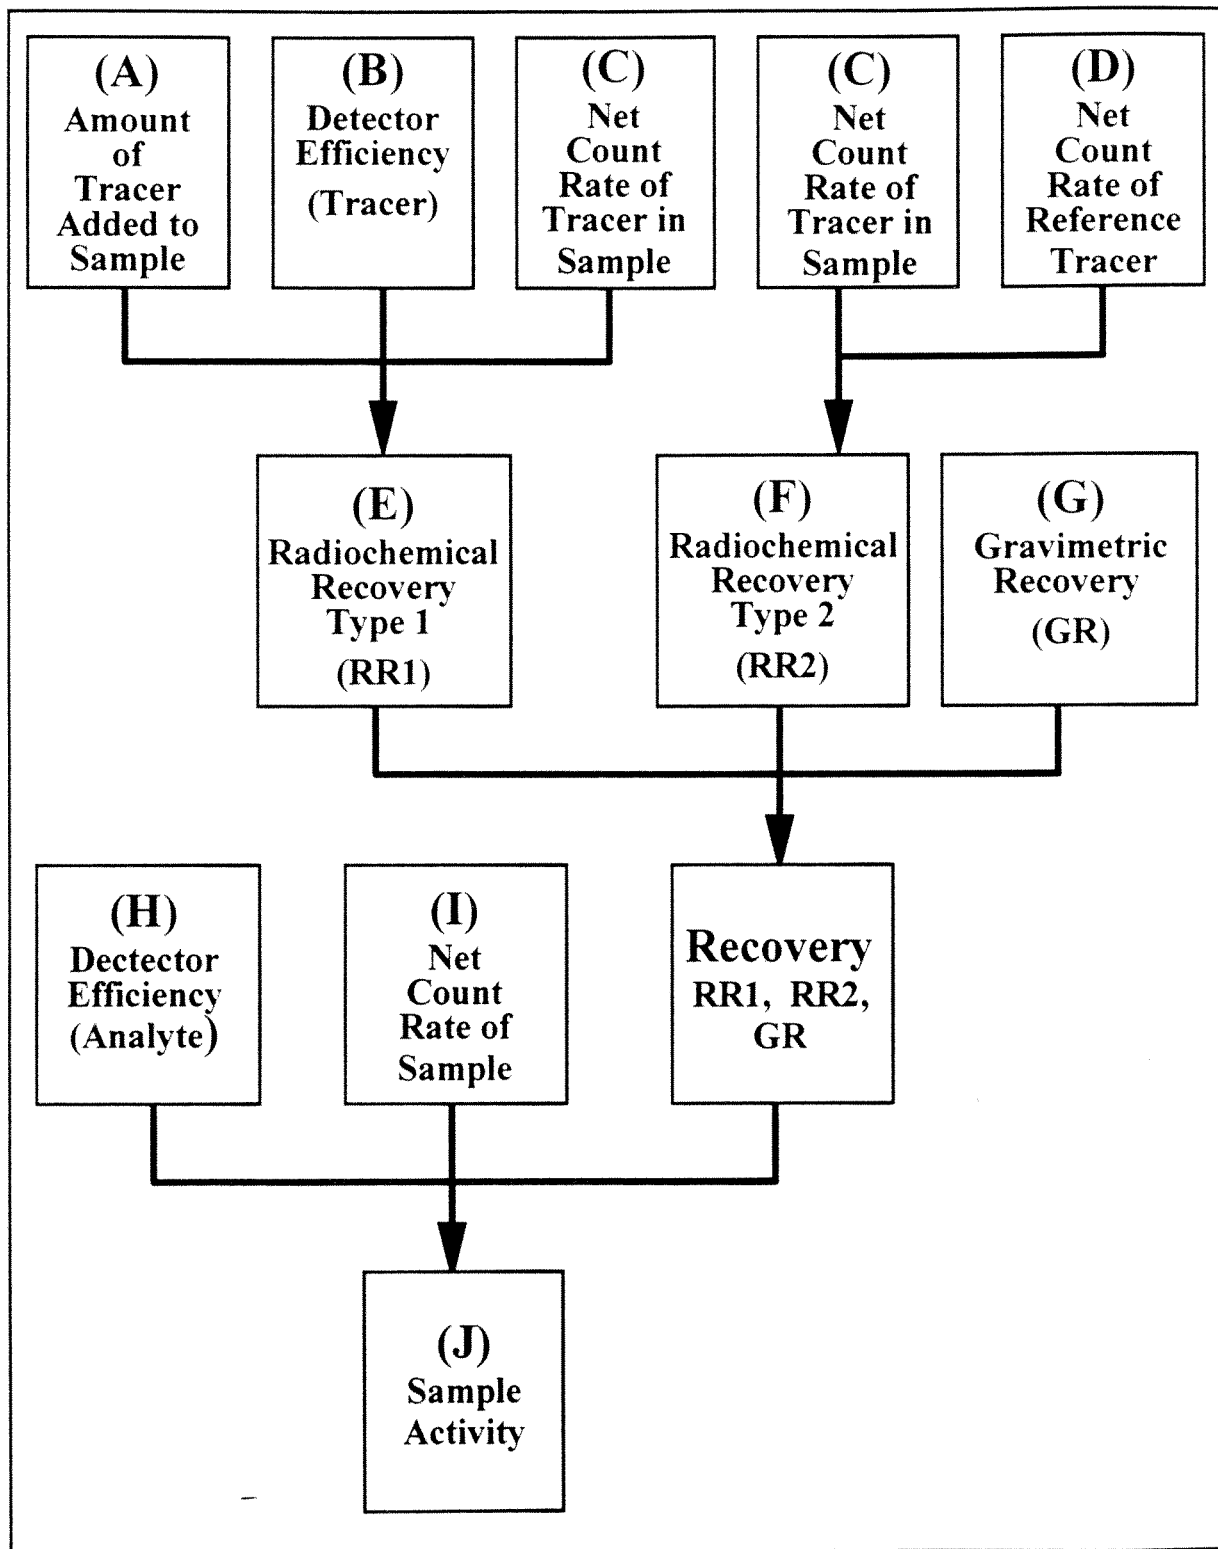 (A)
Amount
of
Tracer
Added to
Sample
(B)
Detector
Efficiency
(Tracer)
(C)
Net
Count
Rate of
Tracer in
Sample
(C)
Net
Count
Rate of
Tracer in
Sample
(D)
Net
Count
Rate of
Reference
Tracer
(E)
Radiochemical
Recovery
Type 1
(RR1)
(F)
Radiochemical
Recovery
Type 2
(RR2)
(G)
Gravimetric
Recovery
(GR)
(H)
Dectector
Efficiency
(Analyte)
(I)
Net
Count
Rate of
Sample
Recovery
RR1, RR2,
GR
(J)
Sample
Activity